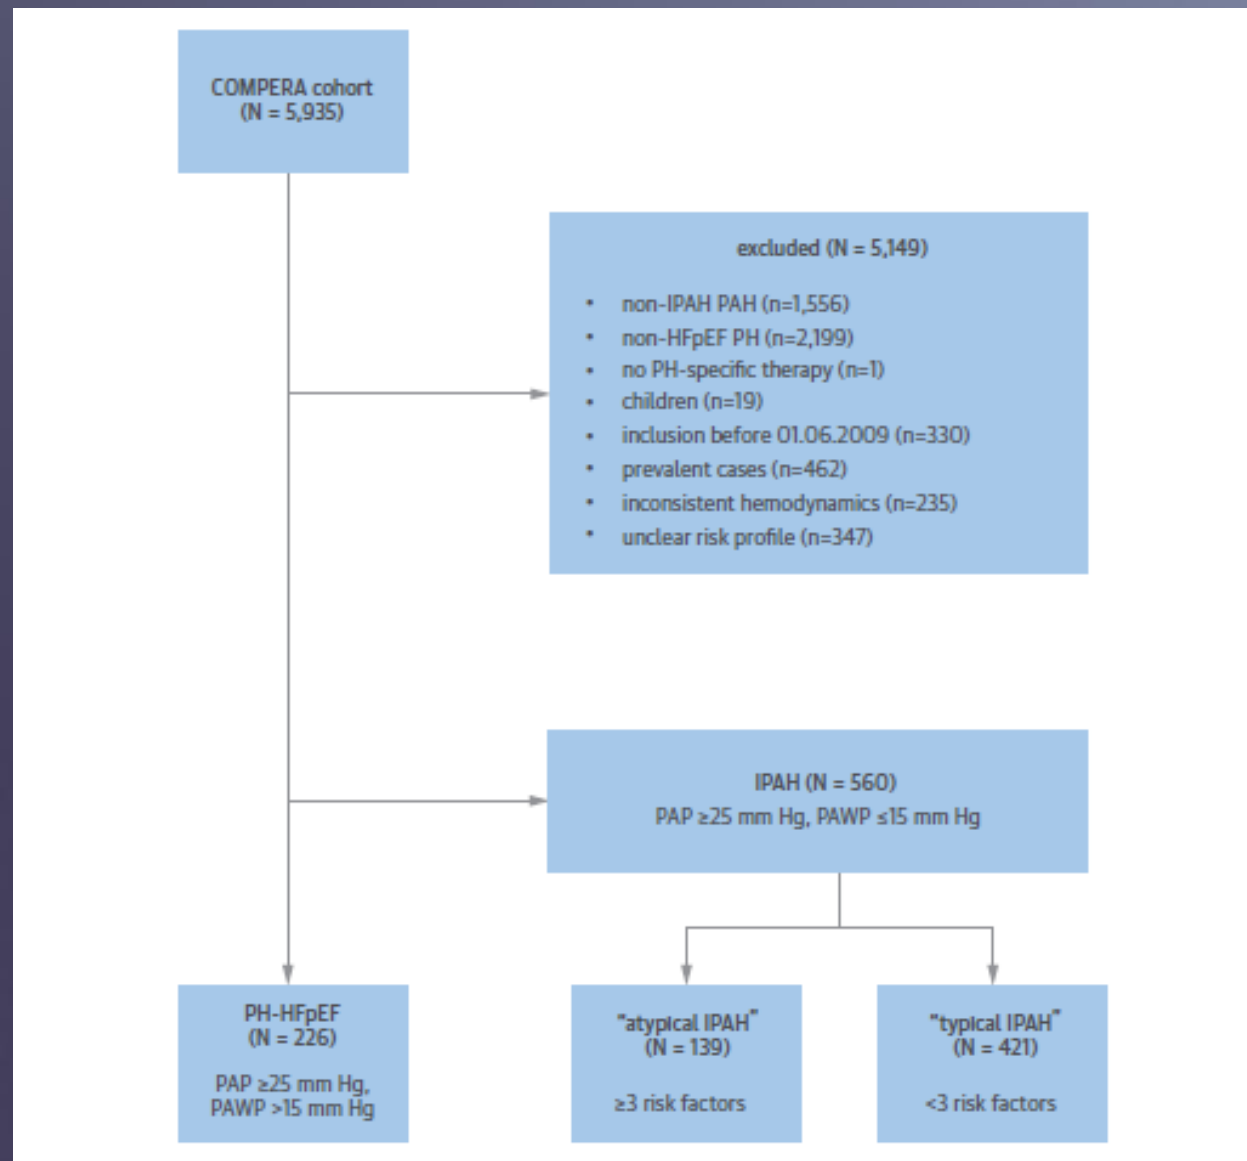 COMPERA cohort
(N = 5,935)
excluded (N = 5,149)
• non-IPAH PAH (n=1,556)
• non-HFpEF PH (n=2,199)
• no PH-specific therapy (n=1)
• children (n=19)
• inclusion before 01.06.2009 (n=330)
• prevalent cases (n=462)
• inconsistent hemodynamics (n=235)
• unclear risk profile (n=347)
IPAH (N = 560)
PAP ≥25 mm Hg, PAWP ≤15 mm Hg
PH-HFpEF
(N = 226)
PAP ≥25 mm Hg,
PAWP >15 mm Hg
"atypical IPAH"
(N = 139)
≥3 risk factors
"typical IPAH"
(N = 421)
<3 risk factors